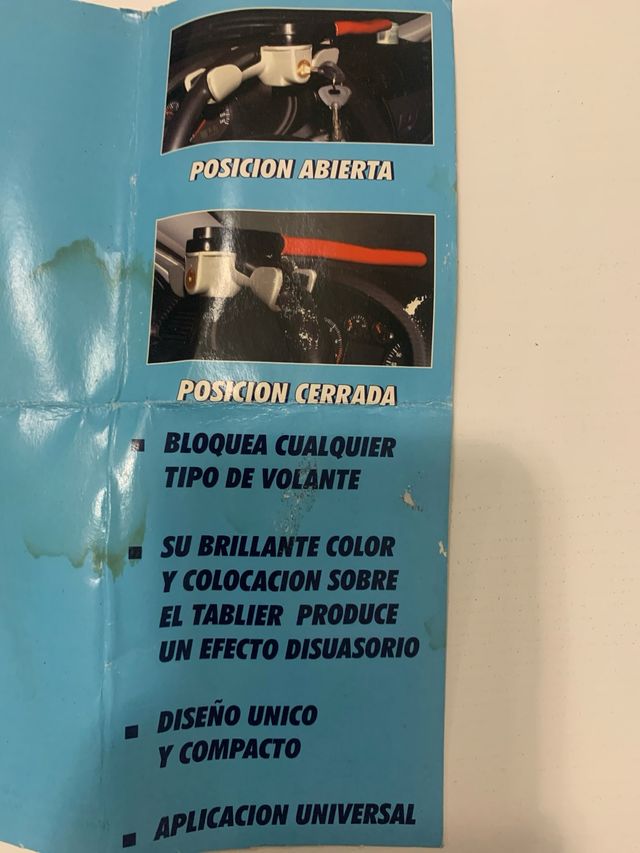 POSICION ABIERTA
POSICION CERRADA
BLOQUEA CUALQUIER
TIPO DE VOLANTE
SU BRILLANTE COLOR
Y COLOCACION SOBRE
EL TABLIER PRODUCE
UN EFECTO DISUASORIO
DISEÑO UNICO
Y COMPACTO
APLICACION UNIVERSAL